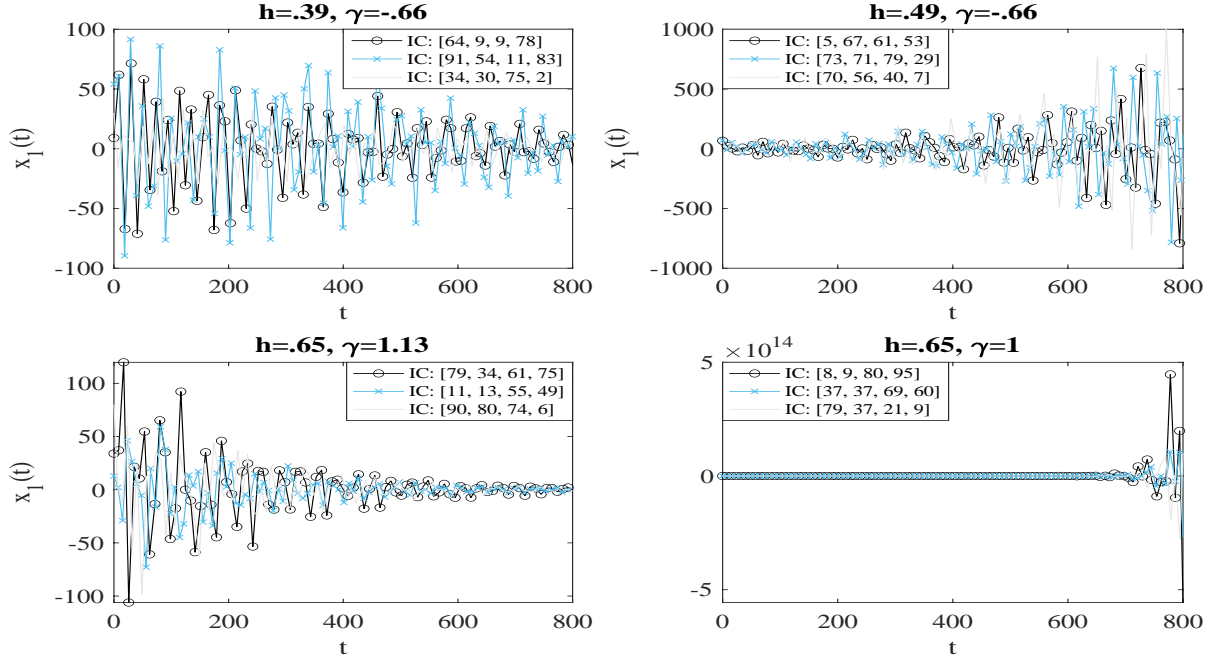 h=.39, γ=-.66
100
50
0
-50
-100
x_1(t)
0 200 400 600 800
t
IC: [64, 9, 9, 78]
IC: [91, 54, 11, 83]
IC: [34, 30, 75, 2]
h=.49, γ=-.66
1000
500
0
-500
-1000
x_1(t)
0 200 400 600 800
t
IC: [5, 67, 61, 53]
IC: [73, 71, 79, 29]
IC: [70, 56, 40, 7]
h=.65, γ=1.13
100
50
0
-50
-100
x_1(t)
0 200 400 600 800
t
IC: [79, 34, 61, 75]
IC: [11, 13, 55, 49]
IC: [90, 80, 74, 6]
h=.65, γ=1
×10^14
5
0
-5
x_1(t)
0 200 400 600 800
t
IC: [8, 9, 80, 95]
IC: [37, 37, 69, 60]
IC: [79, 37, 21, 9]